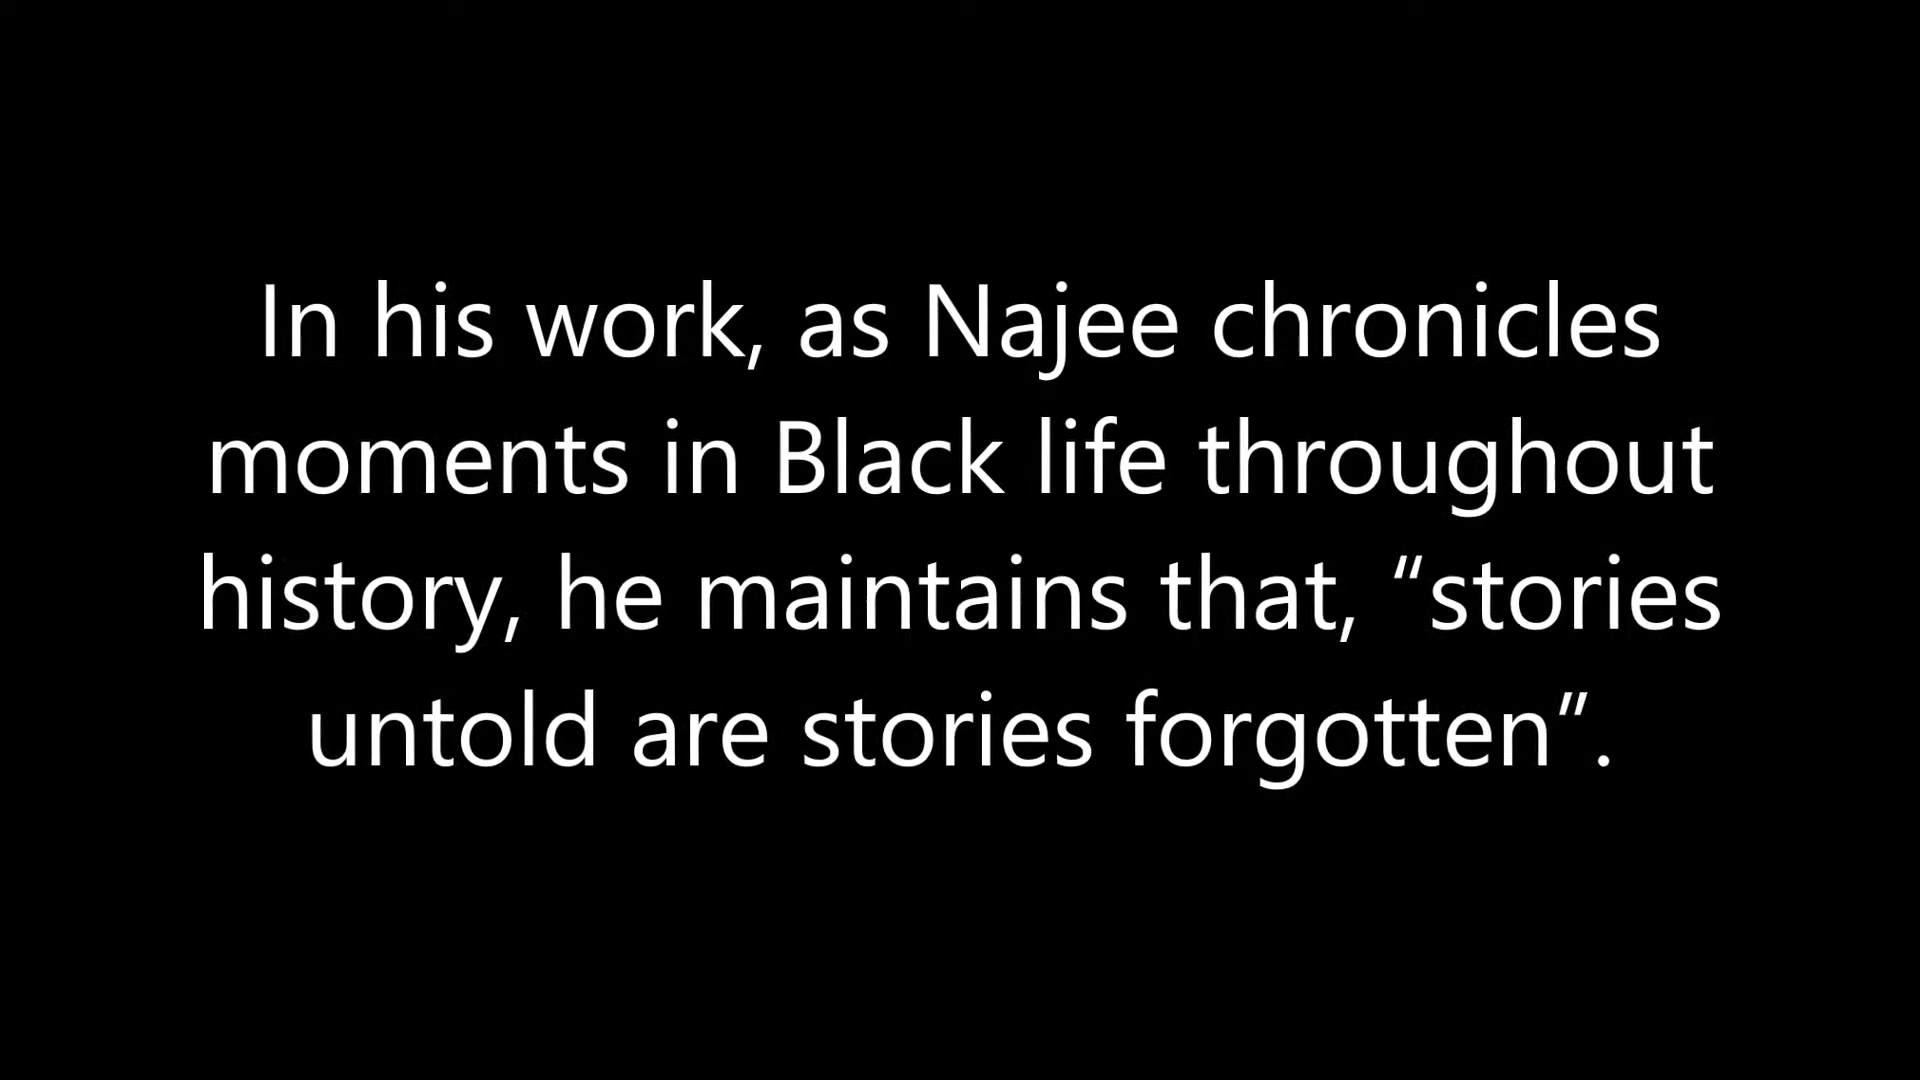 In his work, as Najee chronicles
moments in Black life throughout
history, he maintains that, “stories
untold are stories forgotten”.